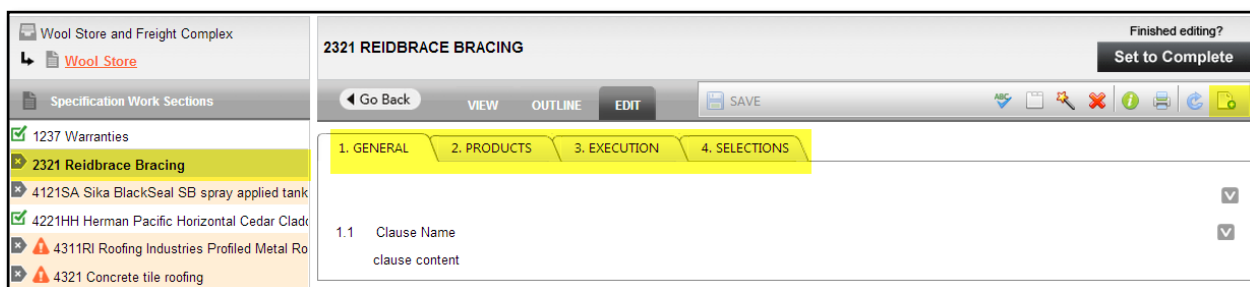 Wool Store and Freight Complex
Wool Store
Specification Work Sections
1237 Warranties
2321 Reidbrace Bracing
4121SA Sika BlackSeal SB spray applied tank
4221HH Herman Pacific Horizontal Cedar Clad
4311RI Roofing Industries Profiled Metal Ro
4321 Concrete tile roofing
2321 REIDBRACE BRACING
Finished editing?
Set to Complete
Go Back VIEW OUTLINE EDIT SAVE ABC
1. GENERAL 2. PRODUCTS 3. EXECUTION 4. SELECTIONS
1.1 Clause Name
clause content